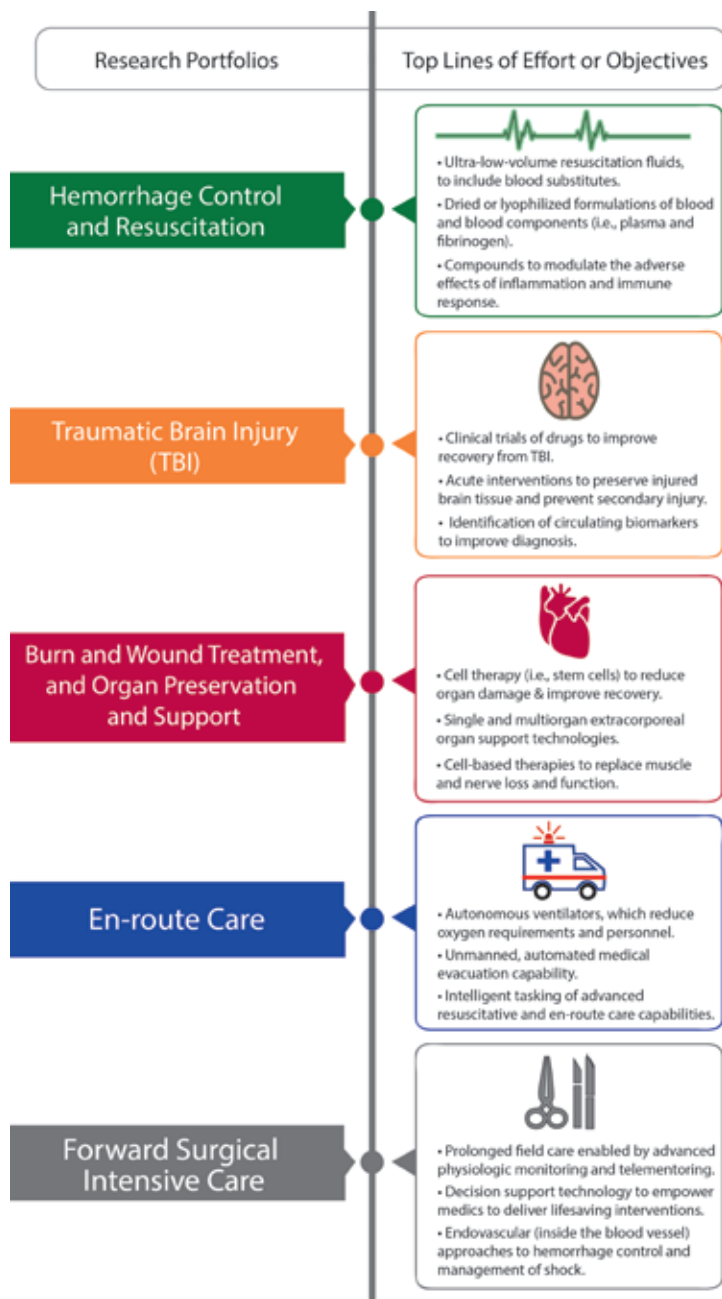 Research Portfolios
Top Lines of Effort or Objectives
Hemorrhage Control
and Resuscitation
• Ultra-low-volume resuscitation fluids,
to include blood substitutes.
• Dried or lyophilized formulations of blood
and blood components (i.e., plasma and
fibrinogen).
• Compounds to modulate the adverse
effects of inflammation and immune
response.
Traumatic Brain Injury
(TBI)
• Clinical trials of drugs to improve
recovery from TBI.
• Acute interventions to preserve injured
brain tissue and prevent secondary injury.
• Identification of circulating biomarkers
to improve diagnosis.
Burn and Wound Treatment,
and Organ Preservation
and Support
• Cell therapy (i.e., stem cells) to reduce
organ damage & improve recovery.
• Single and multiorgan extracorporeal
organ support technologies.
• Cell-based therapies to replace muscle
and nerve loss and function.
En-route Care
• Autonomous ventilators, which reduce
oxygen requirements and personnel.
• Unmanned, automated medical
evacuation capability.
• Intelligent tasking of advanced
resuscitative and en-route care capabilities.
Forward Surgical
Intensive Care
• Prolonged field care enabled by advanced
physiologic monitoring and telementoring.
• Decision support technology to empower
medics to deliver lifesaving interventions.
• Endovascular (inside the blood vessel)
approaches to hemorrhage control and
management of shock.